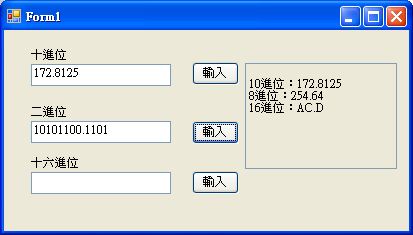 Form1
十進位
172.8125
輸入
二進位
10101100.1101
輸入
十六進位
輸入
10進位：172.8125
8進位：254.64
16進位：AC.D